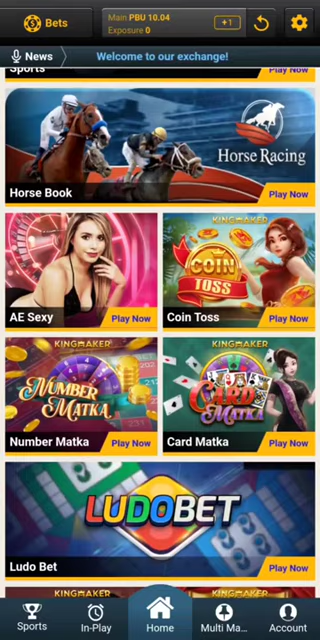 Bets
Main PBU 10.04
Exposure 0
+1
News
Welcome to our exchange!
Sports
Play Now
Horse Racing
Horse Book
Play Now
AE Sexy
Play Now
KINGMAKER
COIN
TOSS
Coin Toss
Play Now
KINGMAKER
NUMBER
MATKA
Number Matka
Play Now
KINGMAKER
CARD
MATKA
Card Matka
Play Now
LUDOBET
Ludo Bet
Play Now
Sports
In-Play
Home
Multi Ma...
Account